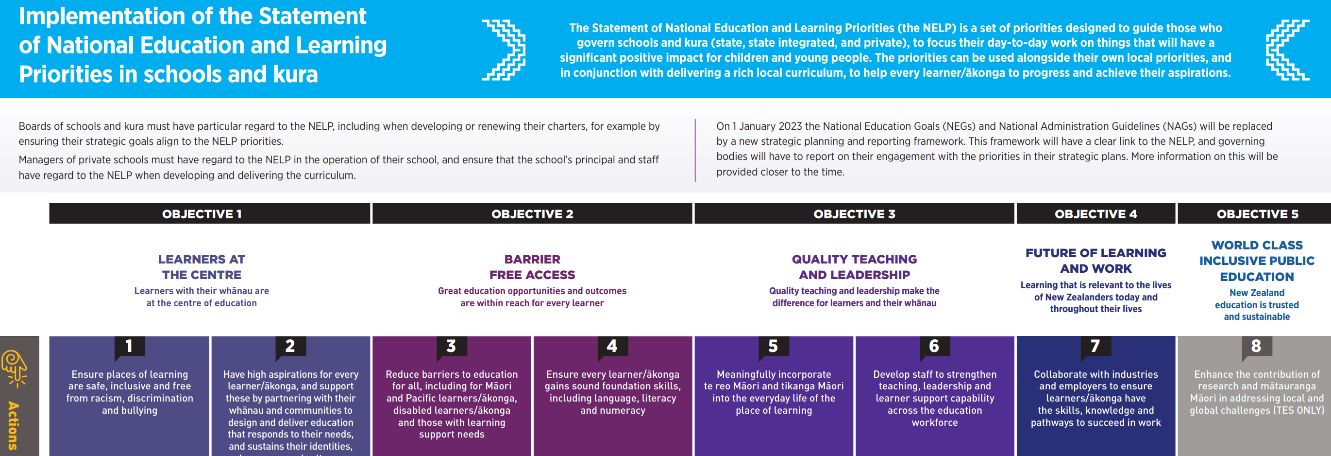 Implementation of the Statement
of National Education and Learning
Priorities in schools and kura
The Statement of National Education and Learning Priorities (the NELP) is a set of priorities designed to guide those who
govern schools and kura (state, state integrated, and private), to focus their day-to-day work on things that will have a
significant positive impact for children and young people. The priorities can be used alongside their own local priorities, and
in conjunction with delivering a rich local curriculum, to help every learner/ākonga to progress and achieve their aspirations.
Boards of schools and kura must have particular regard to the NELP, including when developing or renewing their charters, for example by
ensuring their strategic goals align to the NELP priorities.
Managers of private schools must have regard to the NELP in the operation of their school, and ensure that the school's principal and staff
have regard to the NELP when developing and delivering the curriculum.
On 1 January 2023 the National Education Goals (NEGs) and National Administration Guidelines (NAGs) will be replaced
by a new strategic planning and reporting framework. This framework will have a clear link to the NELP, and governing
bodies will have to report on their engagement with the priorities in their strategic plans. More information on this will be
provided closer to the time.
OBJECTIVE 1
LEARNERS AT
THE CENTRE
Learners with their whānau are
at the centre of education
OBJECTIVE 2
BARRIER
FREE ACCESS
Great education opportunities and outcomes
are within reach for every learner
OBJECTIVE 3
QUALITY TEACHING
AND LEADERSHIP
Quality teaching and leadership make the
difference for learners and their whānau
OBJECTIVE 4
FUTURE OF LEARNING
AND WORK
Learning that is relevant to the lives
of New Zealanders today and
throughout their lives
OBJECTIVE 5
WORLD CLASS
INCLUSIVE PUBLIC
EDUCATION
New Zealand
education is trusted
and sustainable
Actions
1
Ensure places of learning
are safe, inclusive and free
from racism, discrimination
and bullying
2
Have high aspirations for every
learner/ākonga, and support
these by partnering with their
whānau and communities to
design and deliver education
that responds to their needs,
and sustains their identities,
3
Reduce barriers to education
for all, including for Māori
and Pacific learners/ākonga,
disabled learners/ākonga
and those with learning
support needs
4
Ensure every learner/ākonga
gains sound foundation skills,
including language, literacy
and numeracy
5
Meaningfully incorporate
te reo Māori and tikanga Māori
into the everyday life of the
place of learning
6
Develop staff to strengthen
teaching, leadership and
learner support capability
across the education
workforce
7
Collaborate with industries
and employers to ensure
learners/ākonga have
the skills, knowledge and
pathways to succeed in work
8
Enhance the contribution of
research and mātauranga
Māori in addressing local and
global challenges (TES ONLY)